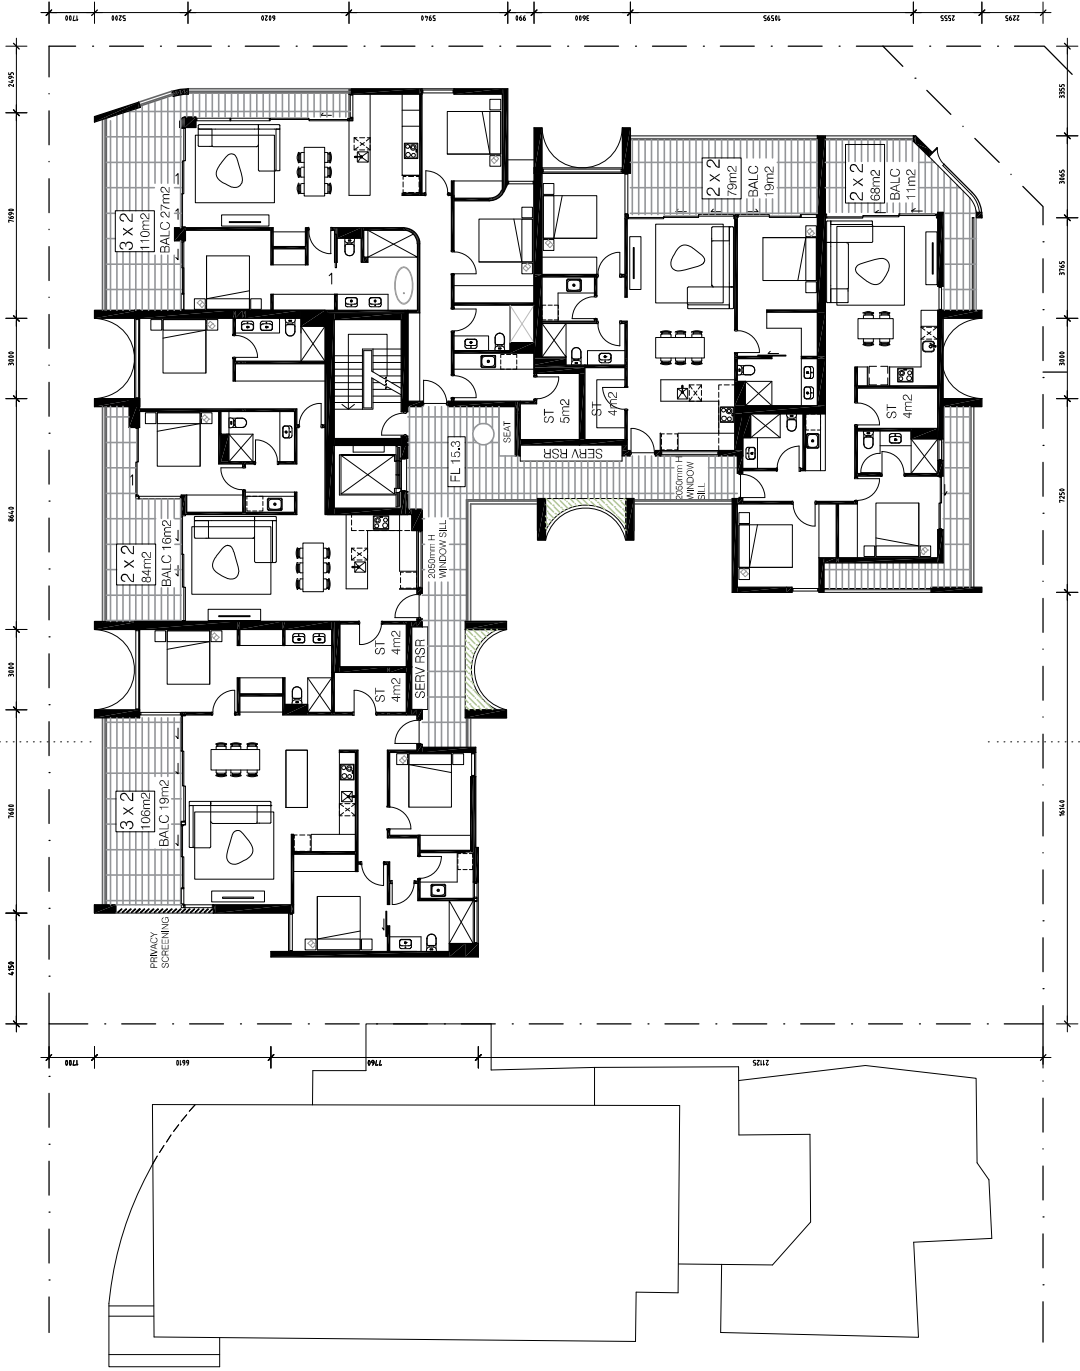 1700
5200
6020
5940
990
3600
10595
2555
2295
2495
7690
3000
8640
3000
7600
4150
3355
3665
3765
3000
7250
16140
3 x 2
110m2
BALC 27m2
2 x 2
79m2
BALC
19m2
2 x 2
68m2
BALC
11m2
ST
5m2
ST
4m2
ST
4m2
SEAT
SERV RSR
FL 15.3
2050mm H
WINDOW
SILL
2050mm H
WINDOW SILL
2 x 2
84m2
BALC 16m2
ST
4m2
ST
4m2
SERV RSR
3 x 2
106m2
BALC 19m2
PRIVACY
SCREENING
1700
6610
7760
21125